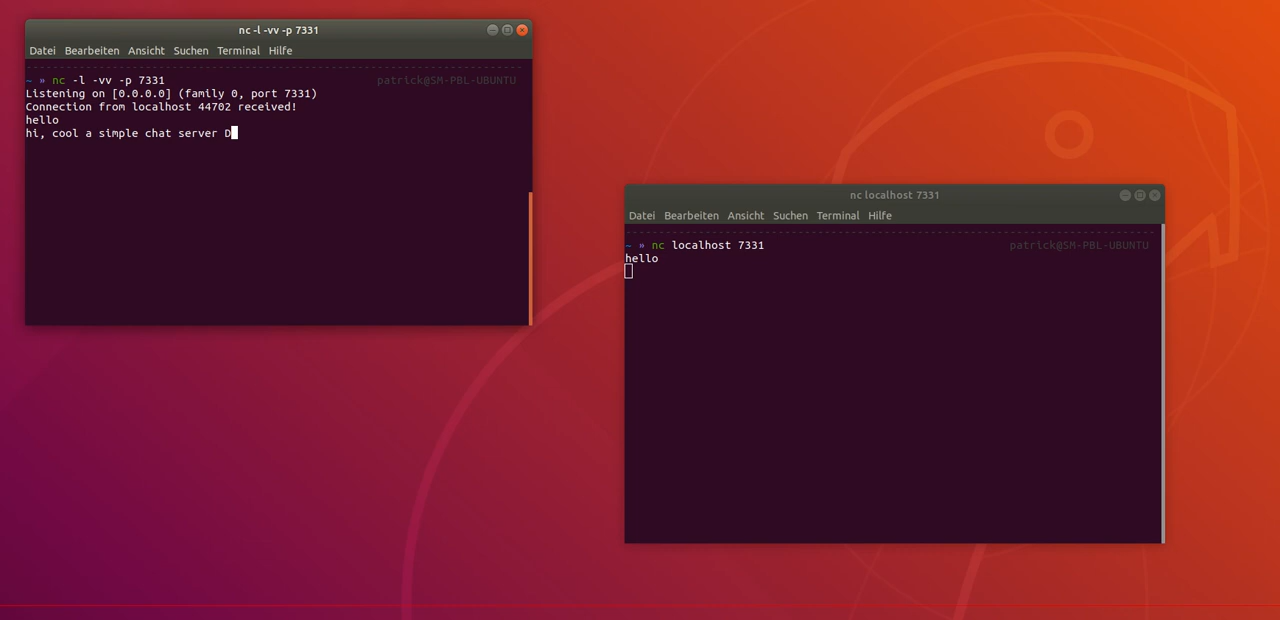 nc -l -vv -p 7331
Datei Bearbeiten Ansicht Suchen Terminal Hilfe
~ » nc -l -vv -p 7331 patrick@SM-PBL-UBUNTU
Listening on [0.0.0.0] (family 0, port 7331)
Connection from localhost 44702 received!
hello
hi, cool a simple chat server D
nc localhost 7331
Datei Bearbeiten Ansicht Suchen Terminal Hilfe
~ » nc localhost 7331 patrick@SM-PBL-UBUNTU
hello